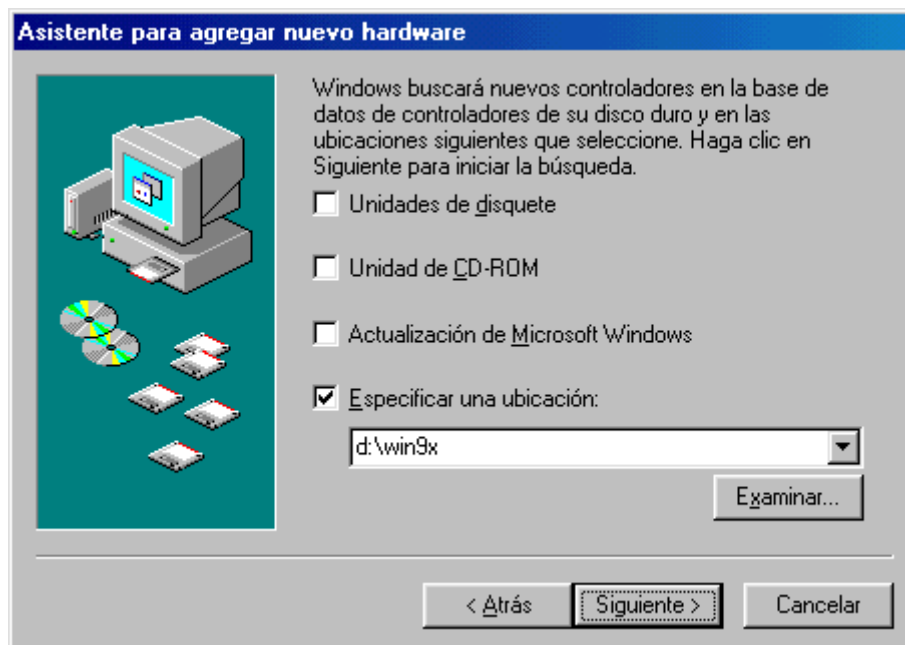 Asistente para agregar nuevo hardware
Windows buscará nuevos controladores en la base de
datos de controladores de su disco duro y en las
ubicaciones siguientes que seleccione. Haga clic en
Siguiente para iniciar la búsqueda.
Unidades de disquete
Unidad de CD-ROM
Actualización de Microsoft Windows
Especificar una ubicación:
d:\win9x
Examinar...
< Atrás
Siguiente >
Cancelar